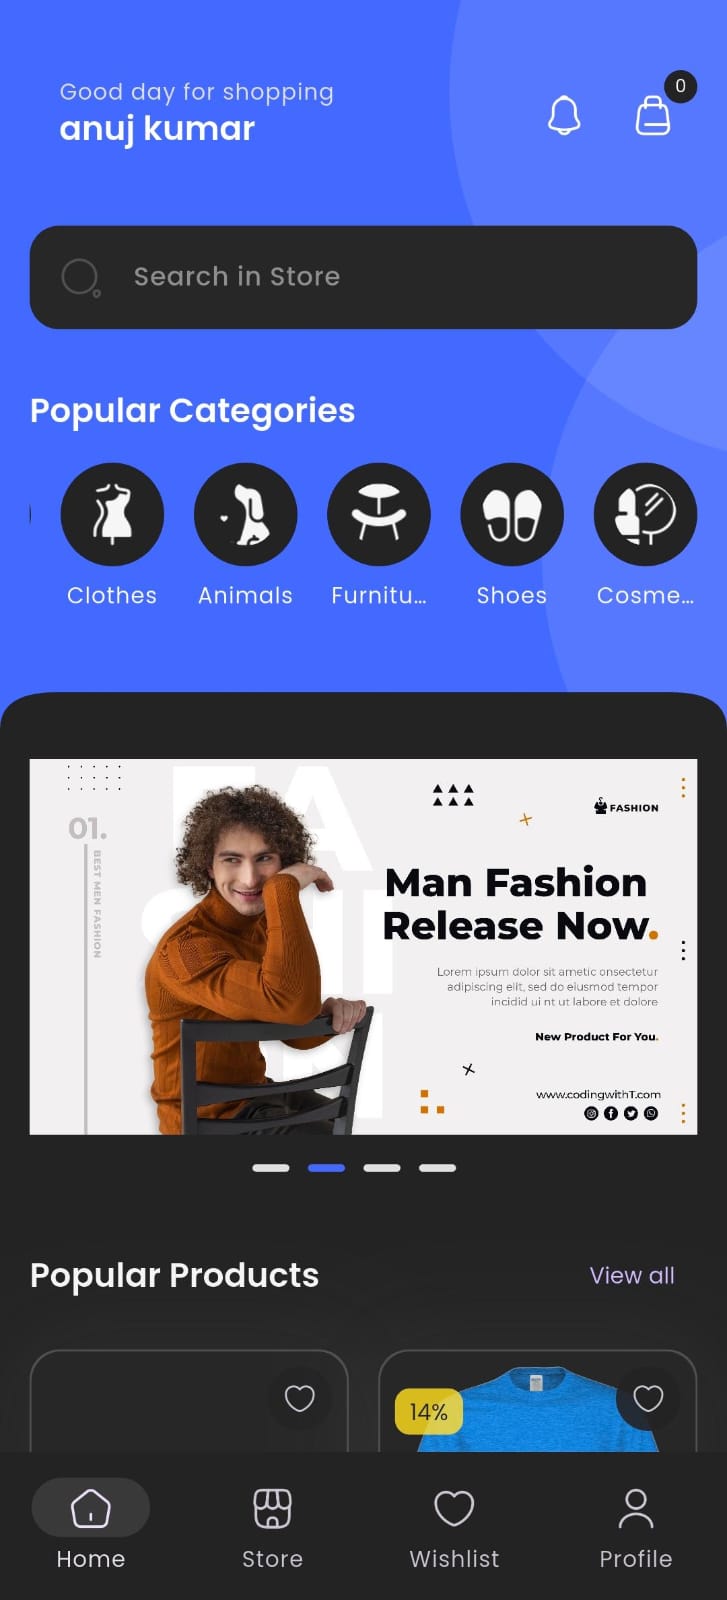 Good day for shopping
anuj kumar
0
Search in Store
Popular Categories
Clothes
Animals
Furnitu...
Shoes
Cosme...
FASHION
01.
BEST MEN FASHION
FASHION
Man Fashion
Release Now.
Lorem ipsum dolor sit ametic onsectetur
adipiscing elit, sed do eiusmod tempor
incidid ui nt ut labore et dolore
New Product For You.
www.codingwithT.com
Popular Products
View all
14%
Home
Store
Wishlist
Profile